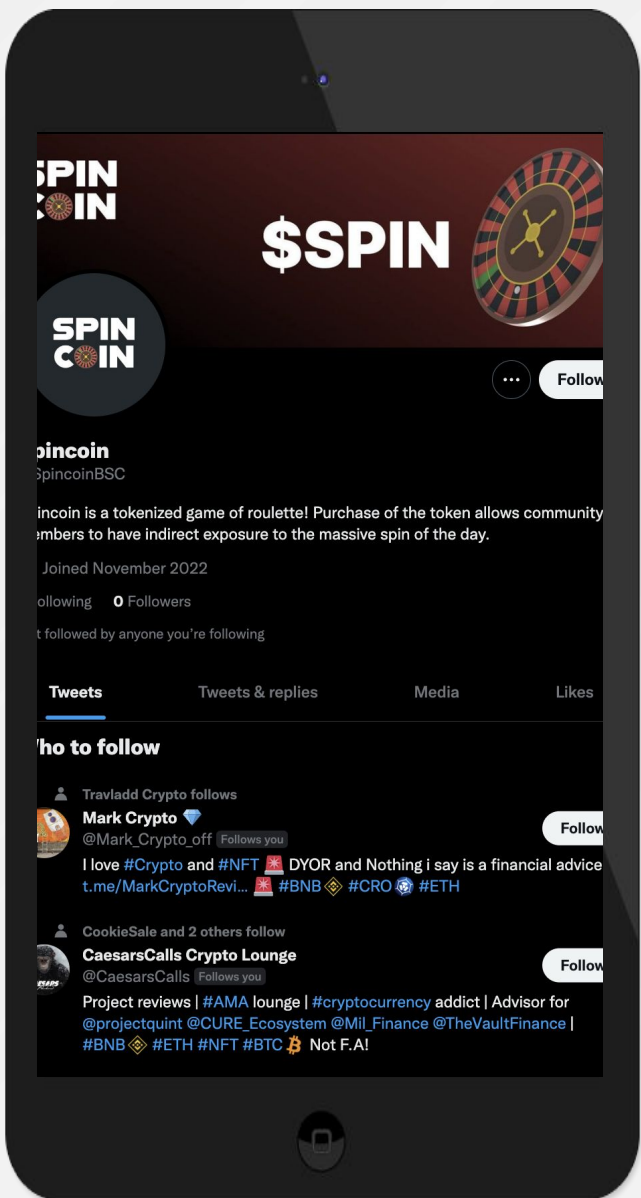 SPIN
COIN
$SPIN
SPIN
COIN
Follow
pincoin
SpincoinBSC
incoin is a tokenized game of roulette! Purchase of the token allows community
embers to have indirect exposure to the massive spin of the day.
Joined November 2022
ollowing 0 Followers
t followed by anyone you're following
Tweets Tweets & replies Media Likes
ho to follow
Travladd Crypto follows
Mark Crypto 💎
@Mark_Crypto_off Follows you
Follow
I love #Crypto and #NFT 🚨 DYOR and Nothing i say is a financial advice
t.me/MarkCryptoRevi... 🚨 #BNB #CRO #ETH
CookieSale and 2 others follow
CaesarsCalls Crypto Lounge
@CaesarsCalls Follows you
Follow
Project reviews | #AMA lounge | #cryptocurrency addict | Advisor for
@projectquint @CURE_Ecosystem @Mil_Finance @TheVaultFinance |
#BNB #ETH #NFT #BTC Not F.A!